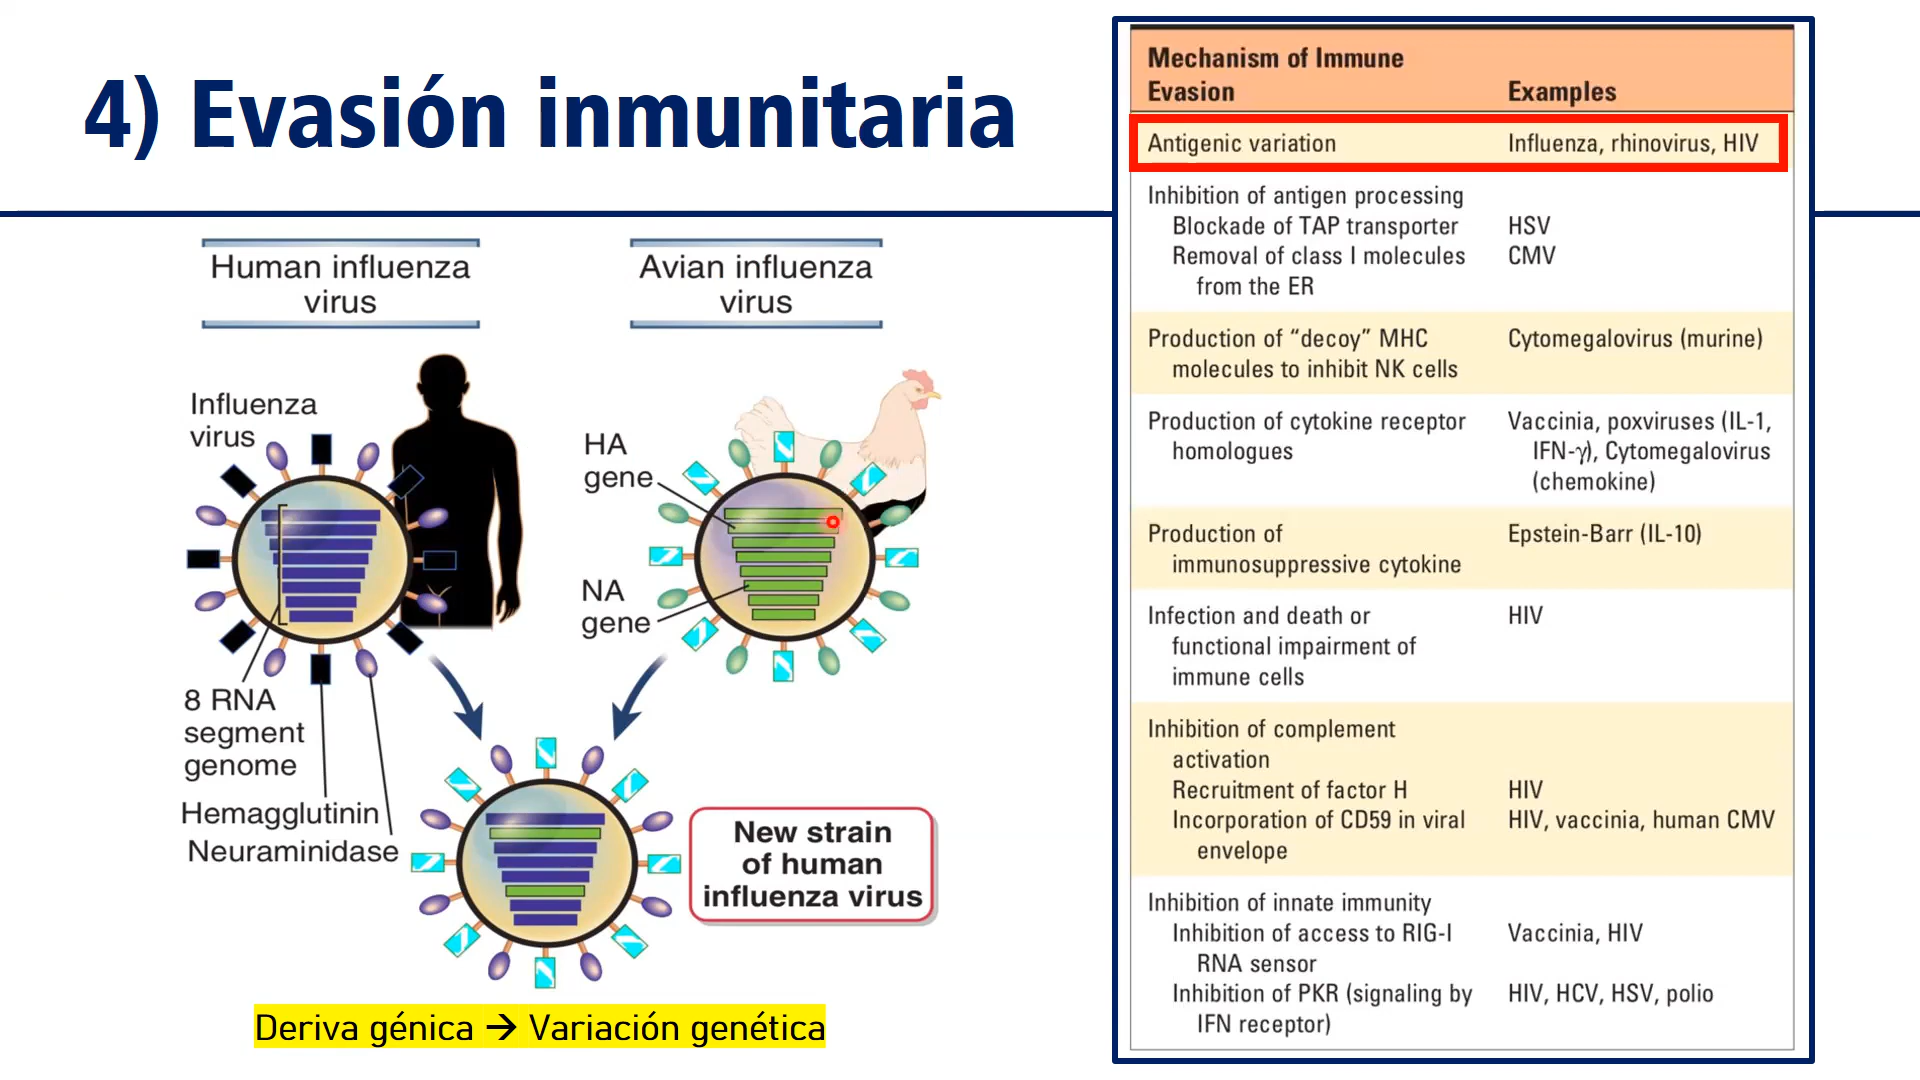 4) Evasión inmunitaria
Human influenza
virus
Avian influenza
virus
Influenza
virus
HA
gene
NA
gene
8 RNA
segment
genome
Hemagglutinin
Neuraminidase
New strain
of human
influenza virus
Deriva génica → Variación genética
Mechanism of Immune
Evasion Examples
Antigenic variation Influenza, rhinovirus, HIV
Inhibition of antigen processing
Blockade of TAP transporter HSV
Removal of class I molecules CMV
from the ER
Production of “decoy” MHC Cytomegalovirus (murine)
molecules to inhibit NK cells
Production of cytokine receptor Vaccinia, poxviruses (IL-1,
homologues IFN-γ), Cytomegalovirus
(chemokine)
Production of Epstein-Barr (IL-10)
immunosuppressive cytokine
Infection and death or HIV
functional impairment of
immune cells
Inhibition of complement
activation
Recruitment of factor H HIV
Incorporation of CD59 in viral HIV, vaccinia, human CMV
envelope
Inhibition of innate immunity
Inhibition of access to RIG-I Vaccinia, HIV
RNA sensor
Inhibition of PKR (signaling by HIV, HCV, HSV, polio
IFN receptor)